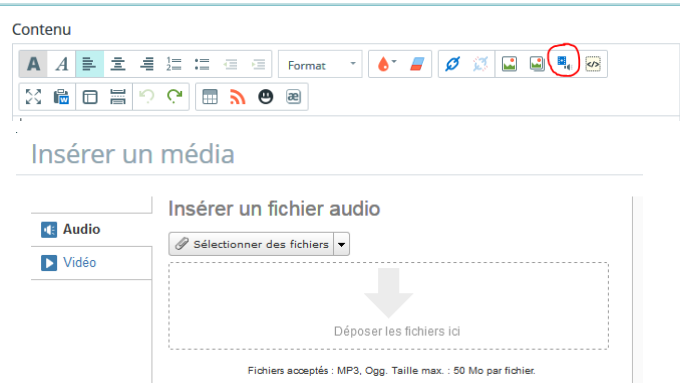 Contenu
A A Format
W æ
Insérer un média
Insérer un fichier audio
Audio
Sélectionner des fichiers
Vidéo
Déposer les fichiers ici
Fichiers acceptés : MP3, Ogg. Taille max. : 50 Mo par fichier.